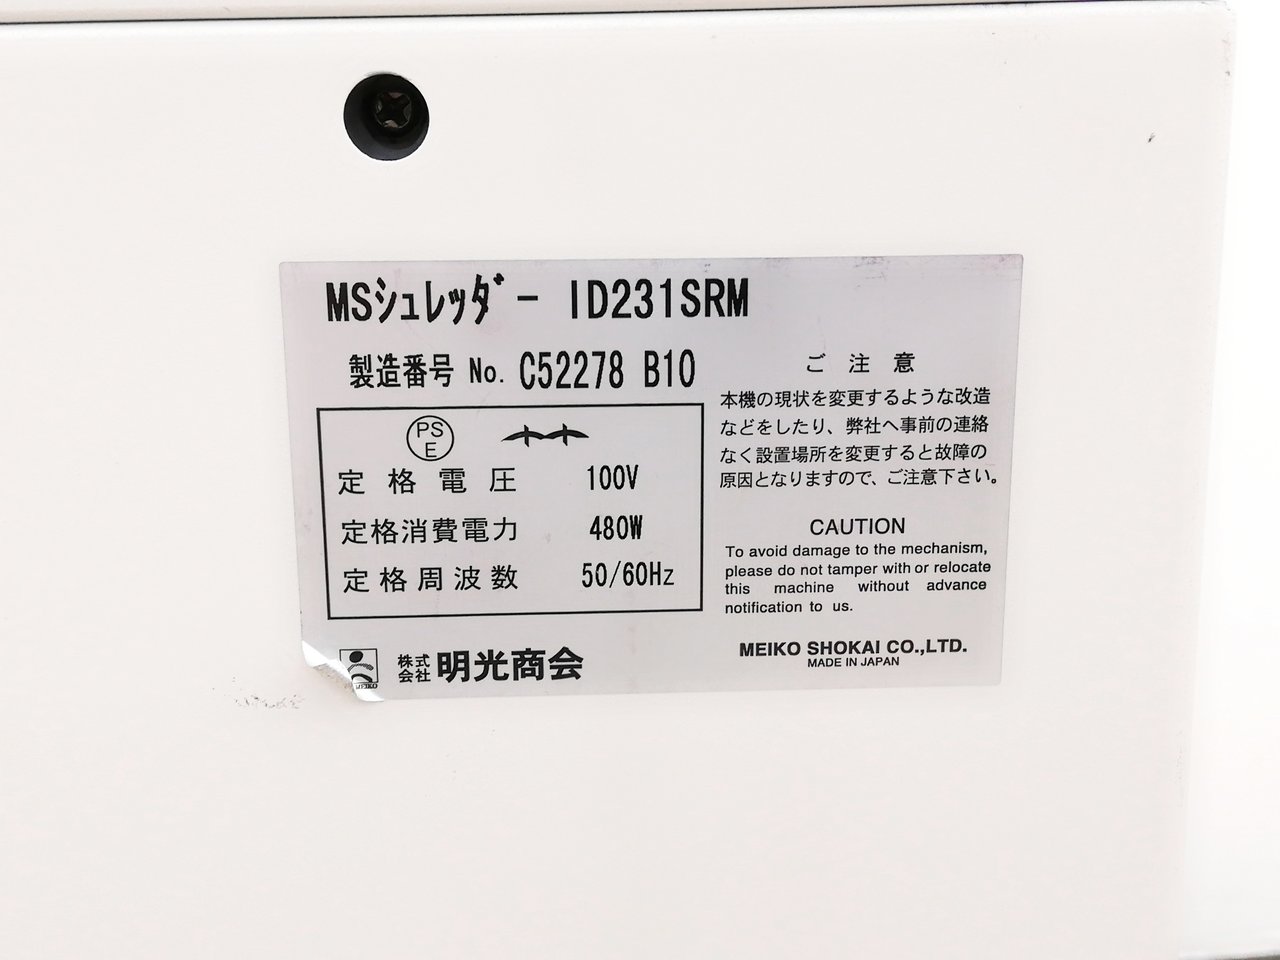 MSシュレッダー ID231SRM
製造番号 No. C52278 B10
PS
E
定格電圧 100V
定格消費電力 480W
定格周波数 50/60Hz
MEIKO
株式
会社 明光商会
ご注意
本機の現状を変更するような改造
などをしたり、弊社へ事前の連絡
なく設置場所を変更すると故障の
原因となりますので、ご注意下さい。
CAUTION
To avoid damage to the mechanism,
please do not tamper with or relocate
this machine without advance
notification to us.
MEIKO SHOKAI CO.,LTD.
MADE IN JAPAN